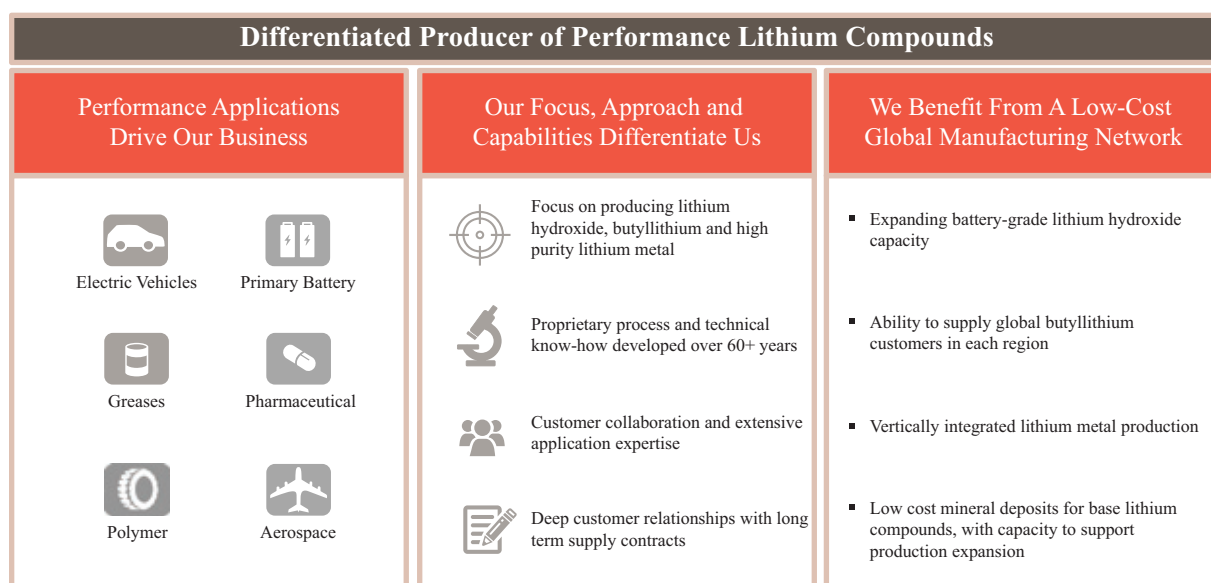 Differentiated Producer of Performance Lithium Compounds
Performance Applications
Drive Our Business
Electric Vehicles
Primary Battery
Greases
Pharmaceutical
Polymer
Aerospace
Our Focus, Approach and
Capabilities Differentiate Us
Focus on producing lithium
hydroxide, butyllithium and high
purity lithium metal
Proprietary process and technical
know-how developed over 60+ years
Customer collaboration and extensive
application expertise
Deep customer relationships with long
term supply contracts
We Benefit From A Low-Cost
Global Manufacturing Network
▪ Expanding battery-grade lithium hydroxide
capacity
▪ Ability to supply global butyllithium
customers in each region
▪ Vertically integrated lithium metal production
▪ Low cost mineral deposits for base lithium
compounds, with capacity to support
production expansion